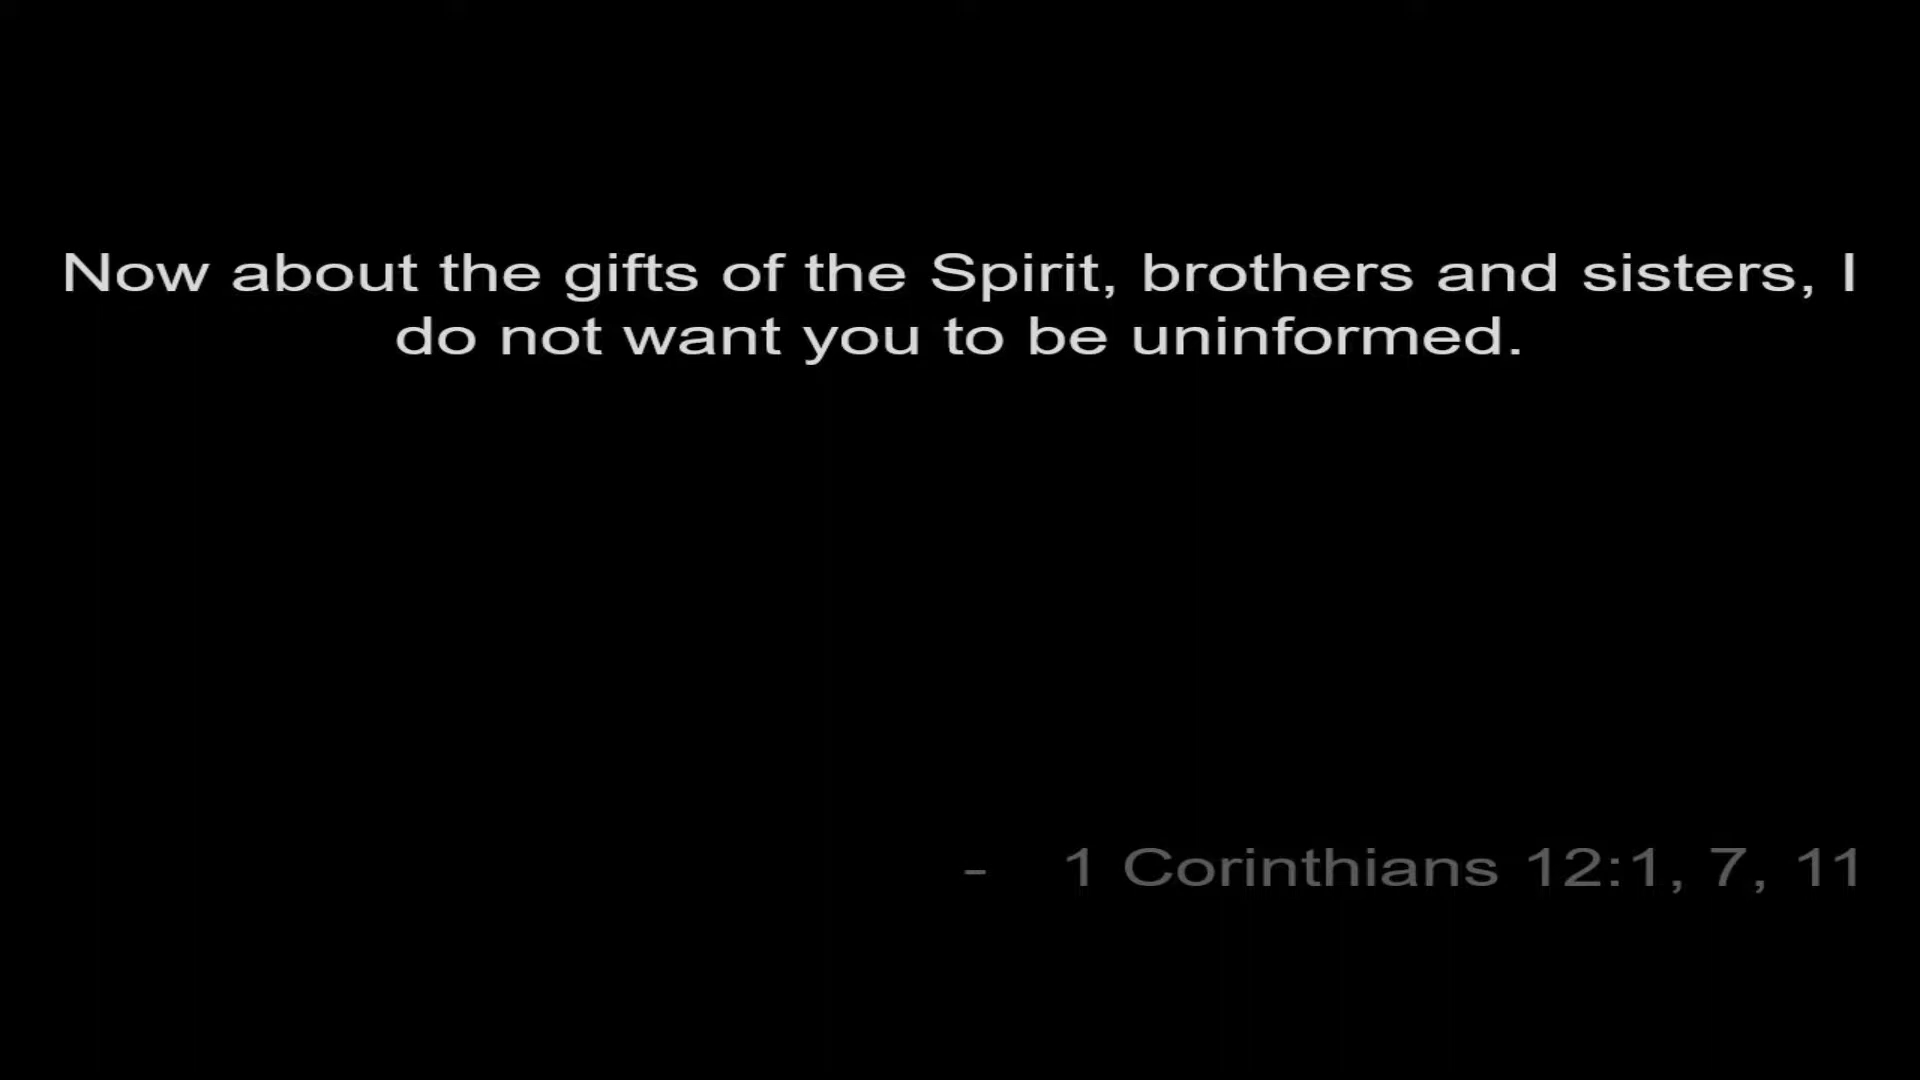 Now about the gifts of the Spirit, brothers and sisters, I
do not want you to be uninformed.
- 1 Corinthians 12:1, 7, 11